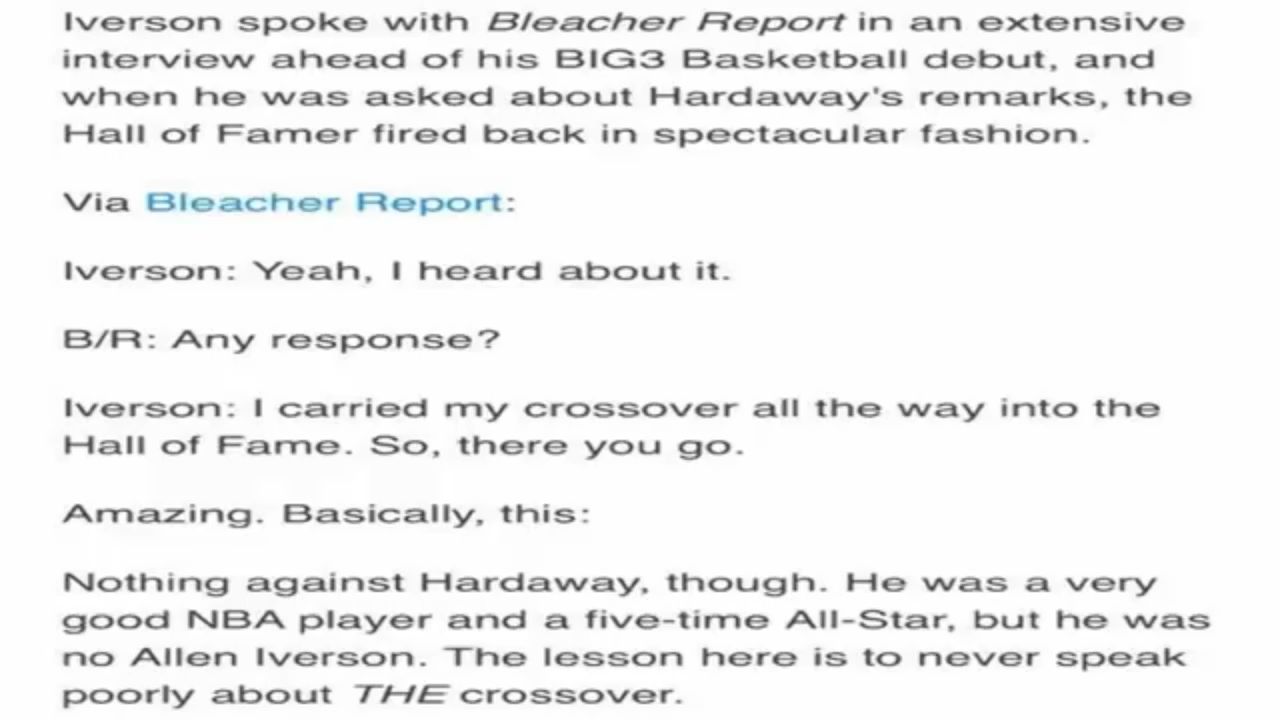 Iverson spoke with Bleacher Report in an extensive
interview ahead of his BIG3 Basketball debut, and
when he was asked about Hardaway's remarks, the
Hall of Famer fired back in spectacular fashion.
Via Bleacher Report:
Iverson: Yeah, I heard about it.
B/R: Any response?
Iverson: I carried my crossover all the way into the
Hall of Fame. So, there you go.
Amazing. Basically, this:
Nothing against Hardaway, though. He was a very
good NBA player and a five-time All-Star, but he was
no Allen Iverson. The lesson here is to never speak
poorly about THE crossover.